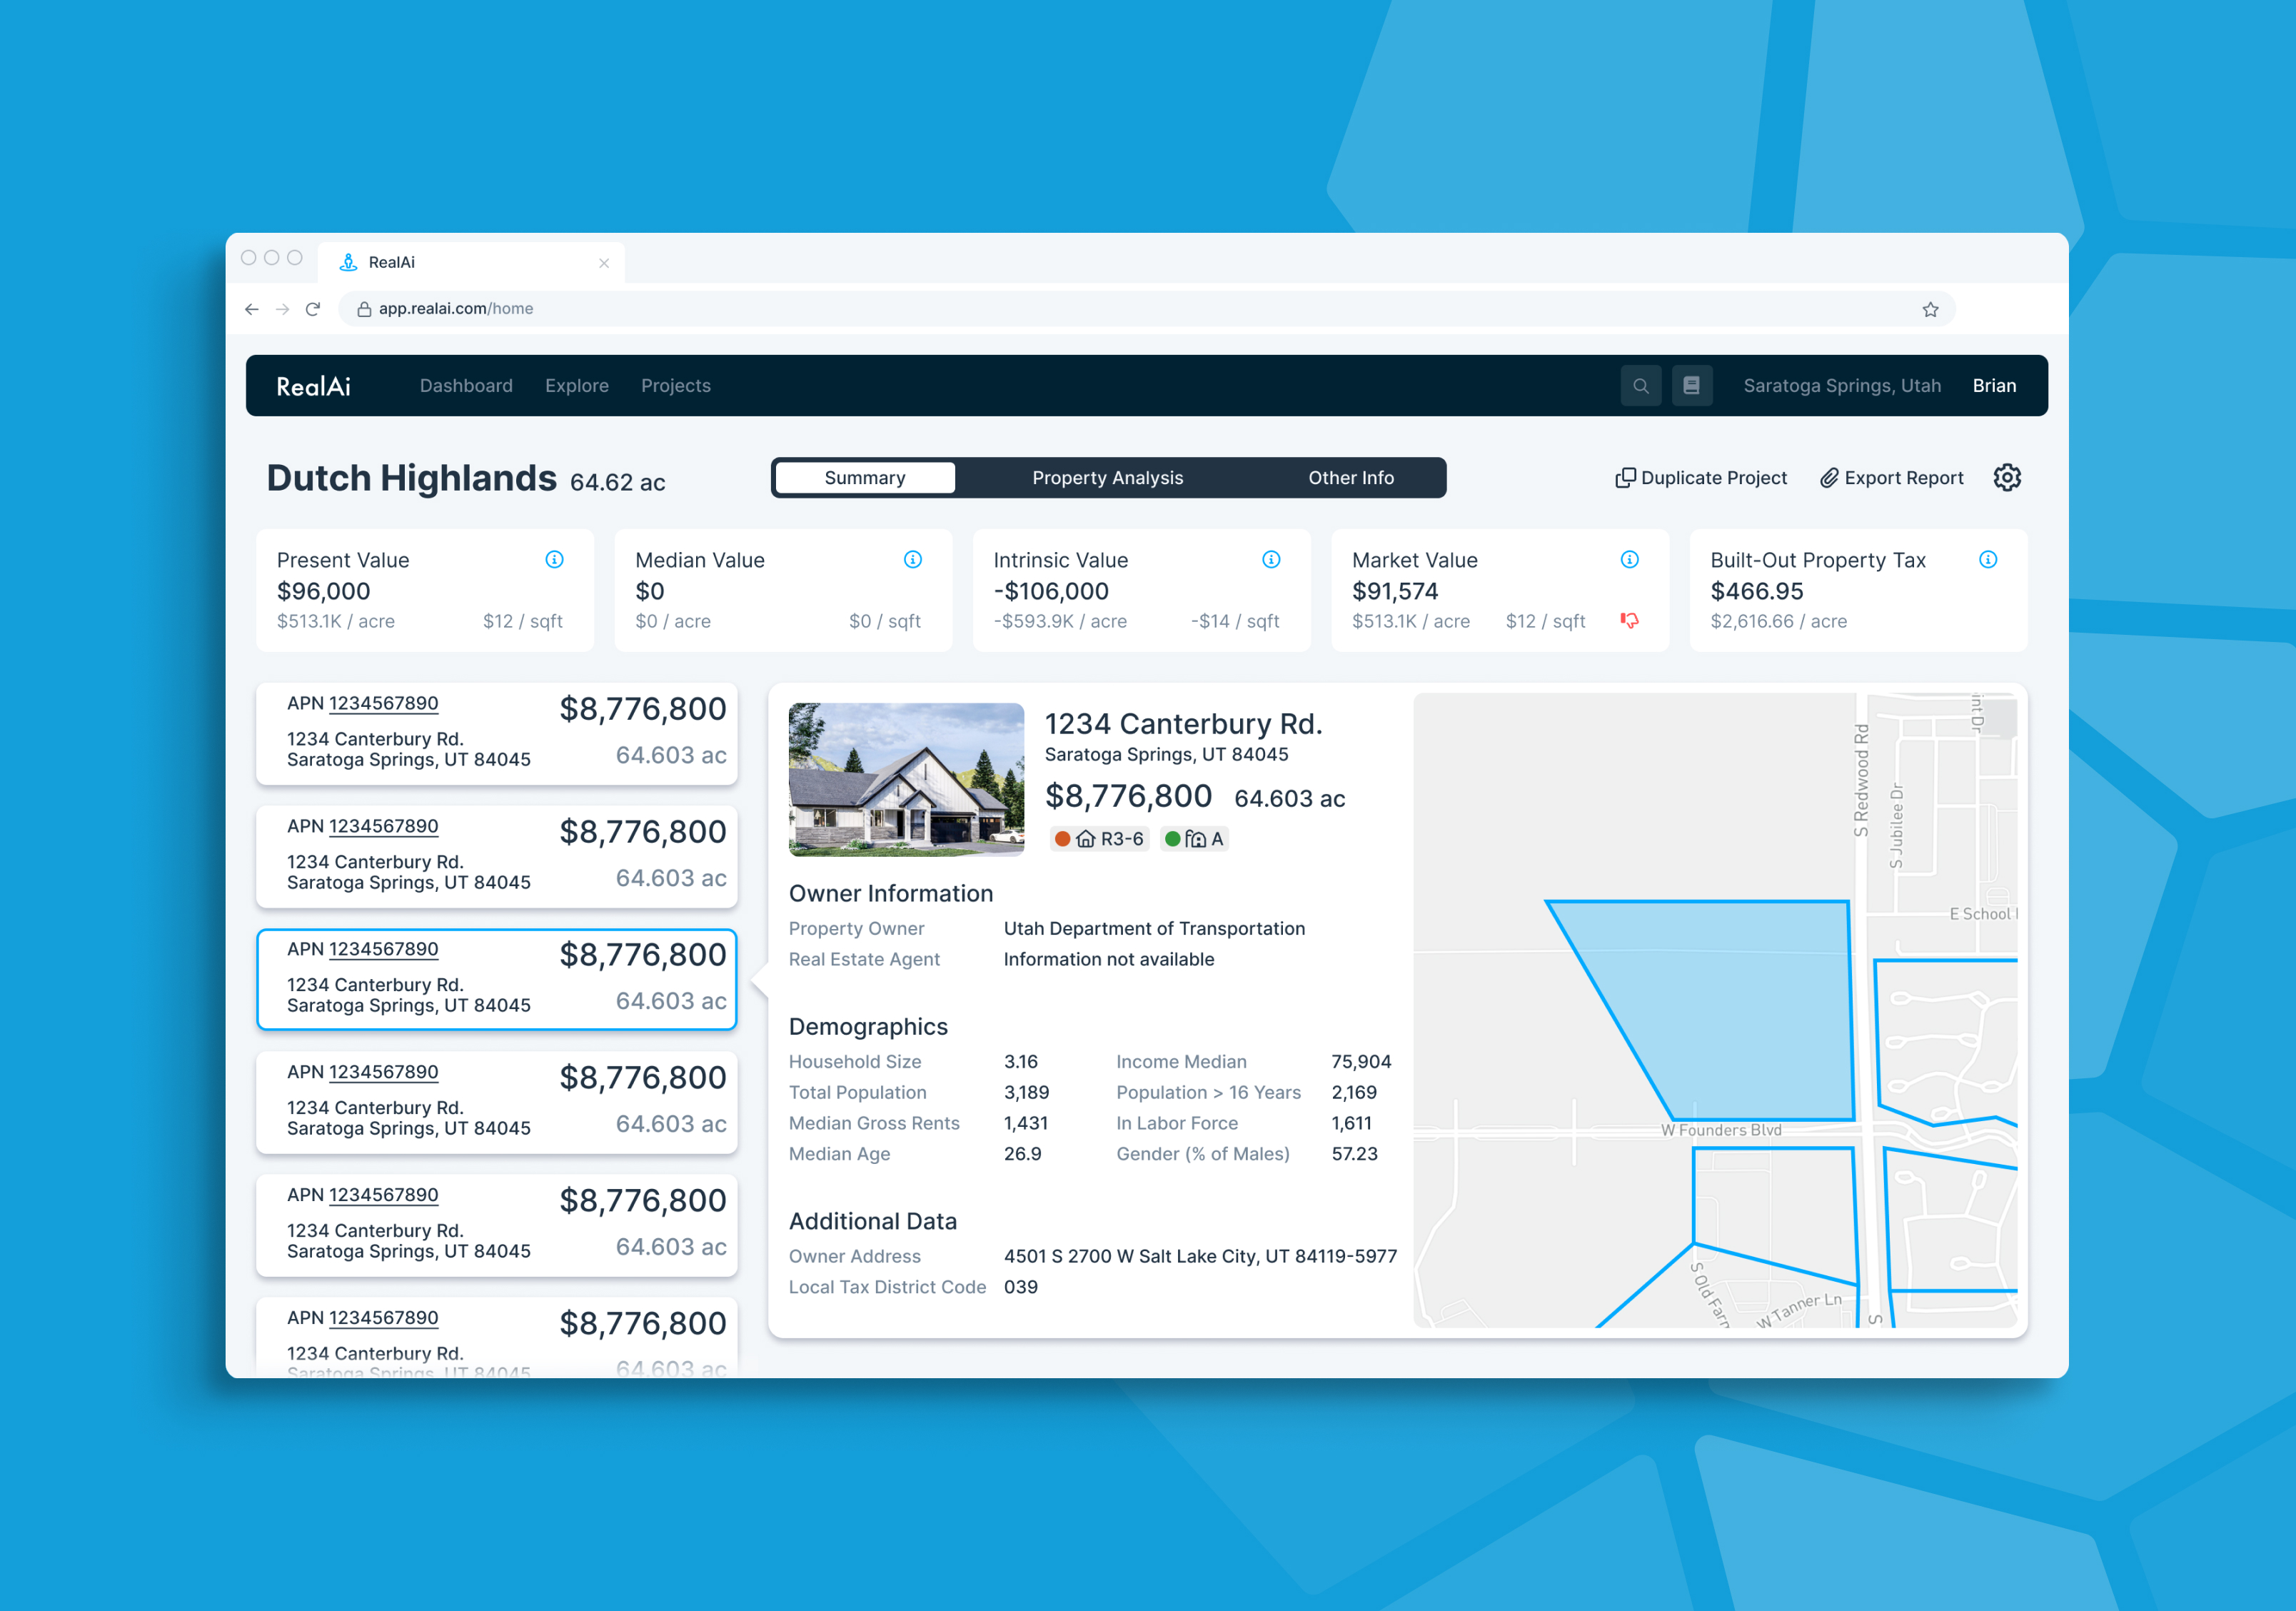 RealAi
app.realai.com/home
RealAi
Dashboard
Explore
Projects
Saratoga Springs, Utah
Brian
Dutch Highlands 64.62 ac
Summary
Property Analysis
Other Info
Duplicate Project
Export Report
Present Value
$96,000
$513.1K / acre
$12 / sqft
Median Value
$0
$0 / acre
$0 / sqft
Intrinsic Value
-$106,000
-$593.9K / acre
-$14 / sqft
Market Value
$91,574
$513.1K / acre
$12 / sqft
Built-Out Property Tax
$466.95
$2,616.66 / acre
APN 1234567890
$8,776,800
1234 Canterbury Rd.
Saratoga Springs, UT 84045
64.603 ac
APN 1234567890
$8,776,800
1234 Canterbury Rd.
Saratoga Springs, UT 84045
64.603 ac
APN 1234567890
$8,776,800
1234 Canterbury Rd.
Saratoga Springs, UT 84045
64.603 ac
APN 1234567890
$8,776,800
1234 Canterbury Rd.
Saratoga Springs, UT 84045
64.603 ac
APN 1234567890
$8,776,800
1234 Canterbury Rd.
Saratoga Springs, UT 84045
64.603 ac
APN 1234567890
$8,776,800
1234 Canterbury Rd.
Saratoga Springs, UT 84045
64.603 ac
1234 Canterbury Rd.
Saratoga Springs, UT 84045
$8,776,800 64.603 ac
R3-6
A
Owner Information
Property Owner Utah Department of Transportation
Real Estate Agent Information not available
Demographics
Household Size 3.16 Income Median 75,904
Total Population 3,189 Population > 16 Years 2,169
Median Gross Rents 1,431 In Labor Force 1,611
Median Age 26.9 Gender (% of Males) 57.23
Additional Data
Owner Address 4501 S 2700 W Salt Lake City, UT 84119-5977
Local Tax District Code 039
int Dr
S Redwood Rd
S Jubilee Dr
E School
W Founders Blvd
S Old Farm
W Tanner Ln
S